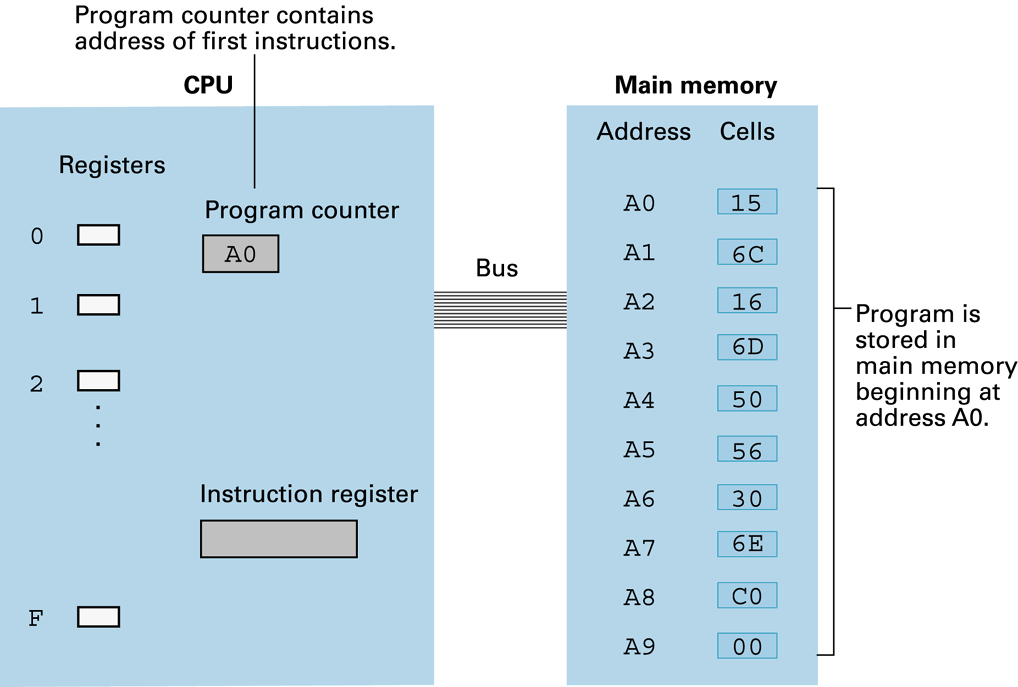 Program counter contains
address of first instructions.
CPU
Registers
Program counter
A0
0
1
2
Instruction register
F
Bus
Main memory
Address Cells
A0 15
A1 6C
A2 16
A3 6D
A4 50
A5 56
A6 30
A7 6E
A8 C0
A9 00
Program is
stored in
main memory
beginning at
address A0.